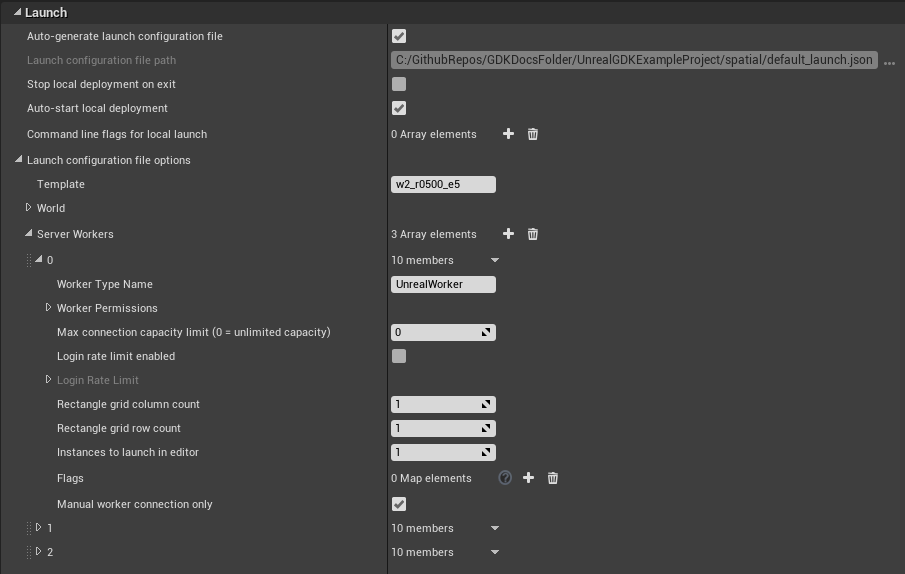 Launch
Auto-generate launch configuration file
Launch configuration file path C:/GithubRepos/GDKDocsFolder/UnrealGDKExampleProject/spatial/default_launch.json ...
Stop local deployment on exit
Auto-start local deployment
Command line flags for local launch 0 Array elements
Launch configuration file options
Template w2_r0500_e5
World
Server Workers 3 Array elements
0 10 members
Worker Type Name UnrealWorker
Worker Permissions
Max connection capacity limit (0 = unlimited capacity) 0
Login rate limit enabled
Login Rate Limit
Rectangle grid column count 1
Rectangle grid row count 1
Instances to launch in editor 1
Flags 0 Map elements ?
Manual worker connection only
1 10 members
2 10 members